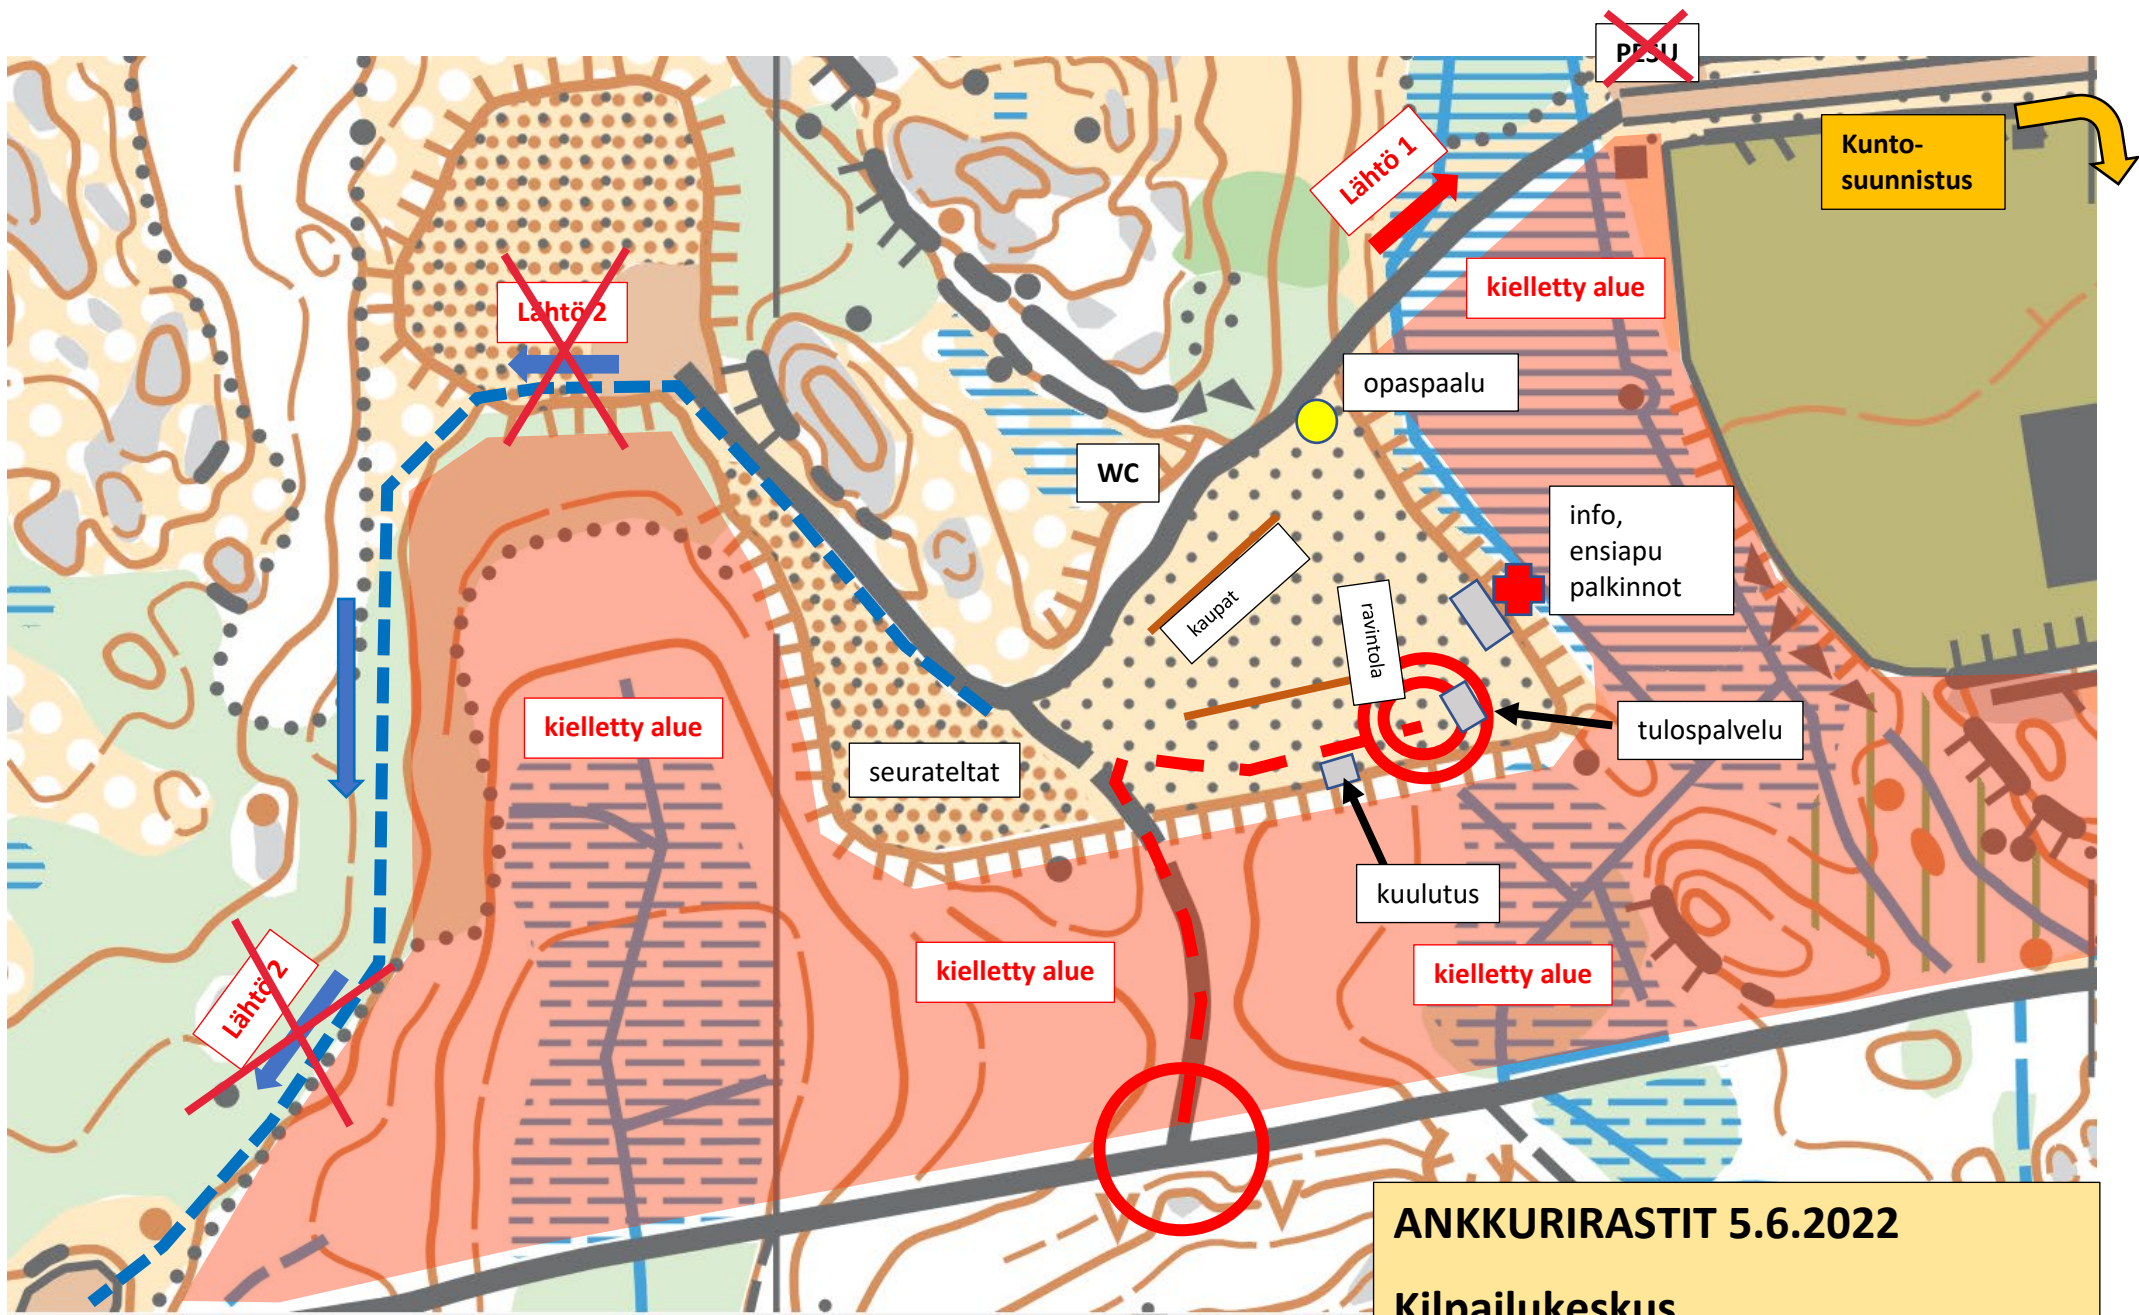 PESU
Lähtö 1
Kunto-
suunnistus
kielletty alue
Lähtö 2
opaspaalu
WC
info,
ensiapu
palkinnot
kaupat
ravintola
kielletty alue
seurateltat
tulospalvelu
kuulutus
Lähtö 2
kielletty alue
kielletty alue
ANKKURIRASTIT 5.6.2022
Kilpailukeskus